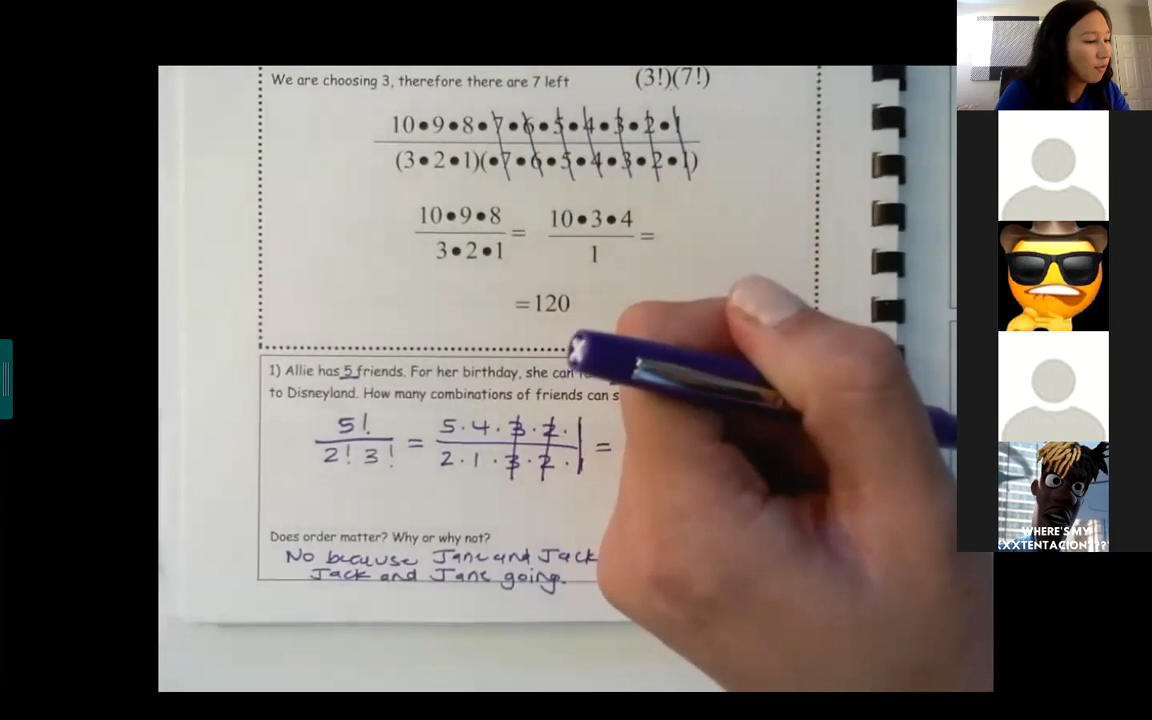 We are choosing 3, therefore there are 7 left (3!)(7!)
10•9•8•7•6•5•4•3•2•1
(3•2•1)(•7•6•5•4•3•2•1)
10•9•8 = 10•3•4 =
3•2•1 1
=120
1) Allie has 5 friends. For her birthday, she can
to Disneyland. How many combinations of friends can s
5! = 5·4·3·2·1 =
2!3! 2·1·3·2·1
Does order matter? Why or why not?
No because Jane and Jack
Jack and Jane going.
WHERE'S MY
XXTENTACION???